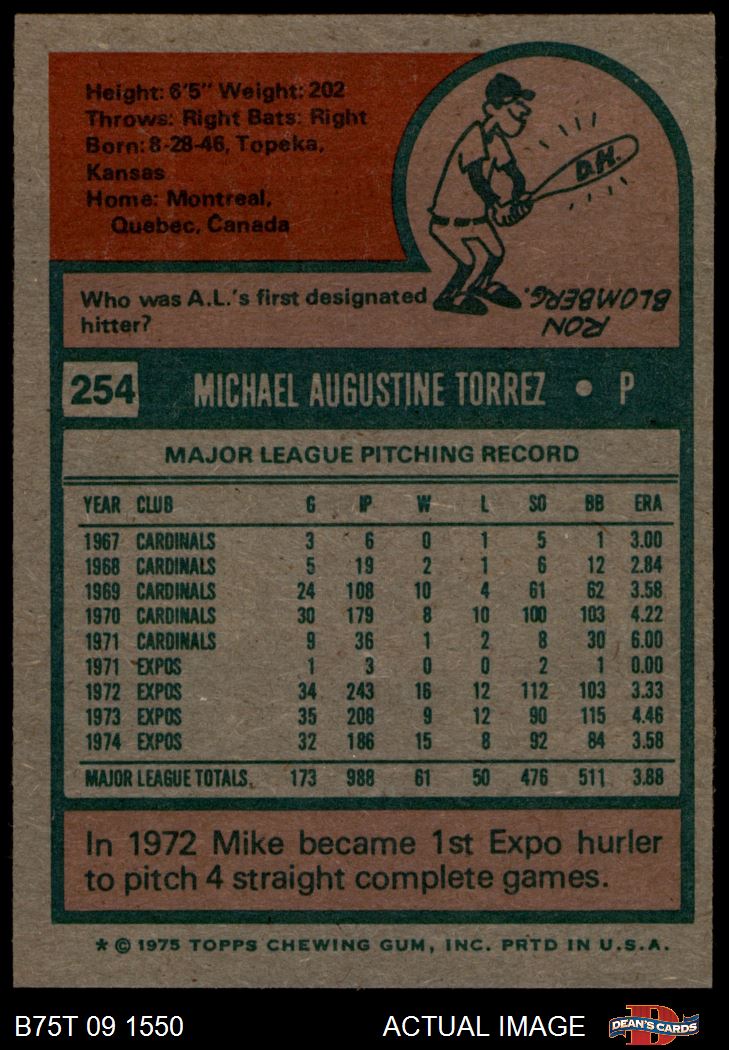 Height: 6'5" Weight: 202
Throws: Right Bats: Right
Born: 8-28-46, Topeka,
Kansas
Home: Montreal,
Quebec, Canada
D.H.
Who was A.L.'s first designated
hitter?
RON
BLOMBERG.
254 MICHAEL AUGUSTINE TORREZ • P
MAJOR LEAGUE PITCHING RECORD
YEAR CLUB G IP W L SO BB ERA
1967 CARDINALS 3 6 0 1 5 1 3.00
1968 CARDINALS 5 19 2 1 6 12 2.84
1969 CARDINALS 24 108 10 4 61 62 3.58
1970 CARDINALS 30 179 8 10 100 103 4.22
1971 CARDINALS 9 36 1 2 8 30 6.00
1971 EXPOS 1 3 0 0 2 1 0.00
1972 EXPOS 34 243 16 12 112 103 3.33
1973 EXPOS 35 208 9 12 90 115 4.46
1974 EXPOS 32 186 15 8 92 84 3.58
MAJOR LEAGUE TOTALS. 173 988 61 50 476 511 3.88
In 1972 Mike became 1st Expo hurler
to pitch 4 straight complete games.
* © 1975 TOPPS CHEWING GUM, INC. PRTD IN U.S.A.
B75T 09 1550 ACTUAL IMAGE DEAN'S CARDS